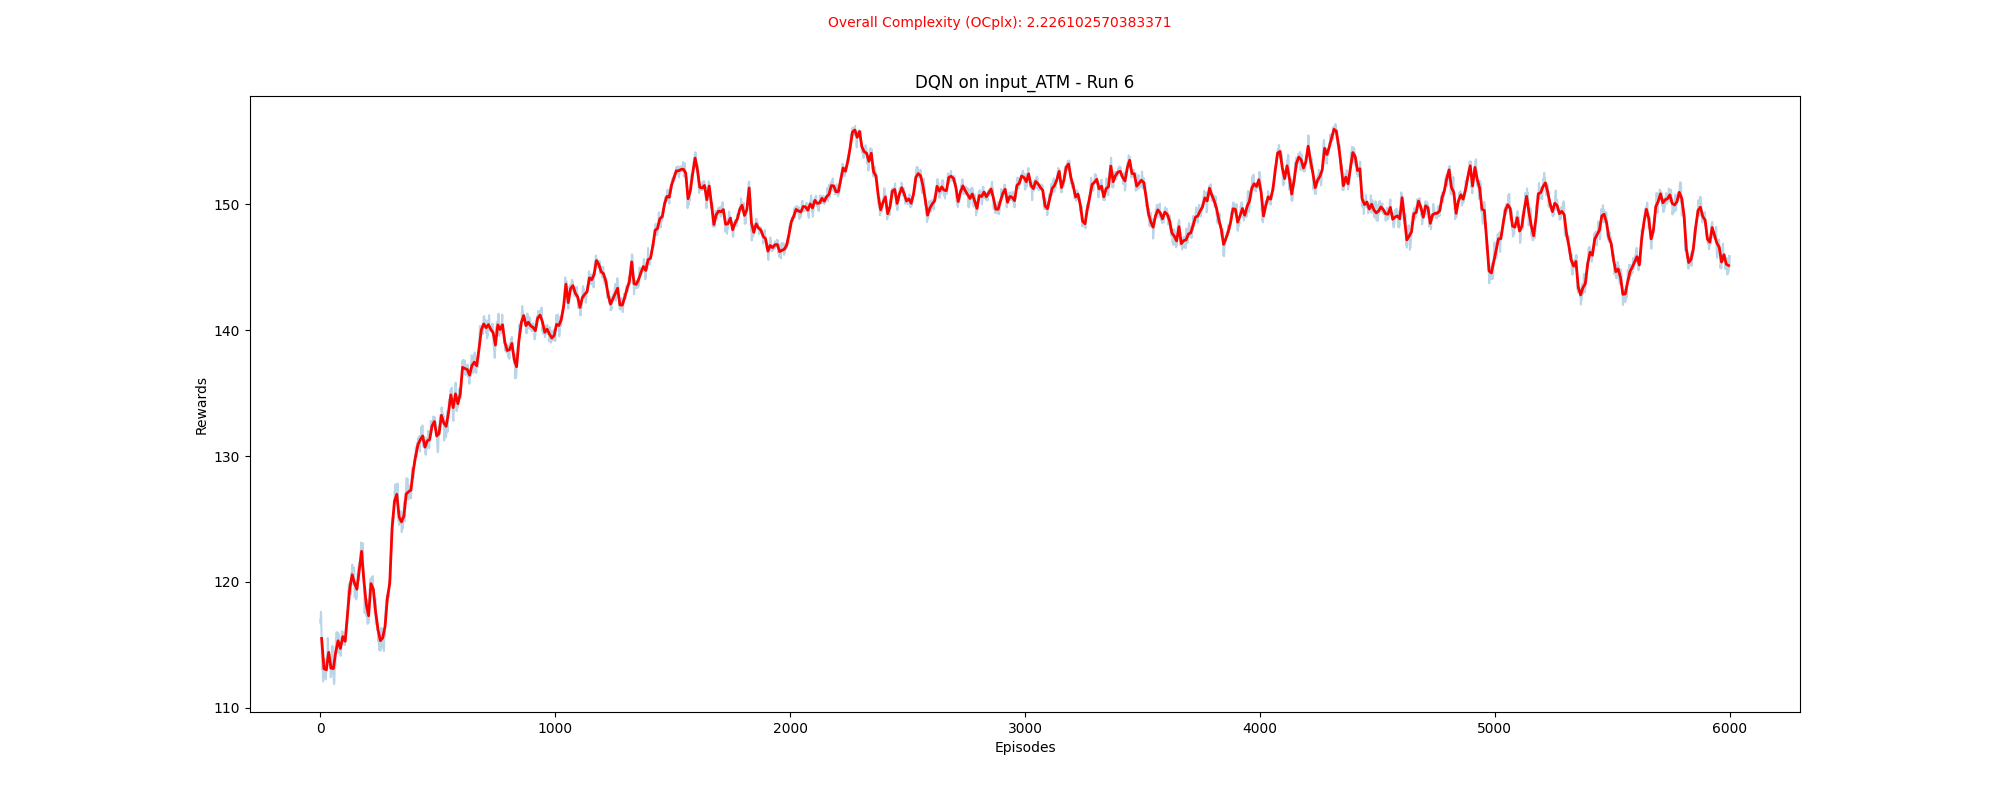 Overall Complexity (OCplx): 2.226102570383371
DQN on input_ATM - Run 6
Rewards
150
140
130
120
110
0 1000 2000 3000 4000 5000 6000
Episodes